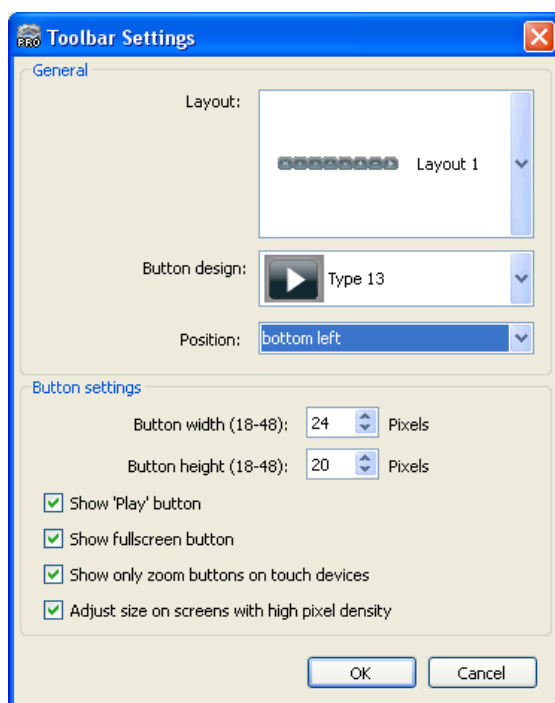 PRO Toolbar Settings
General
Layout:
Layout 1
Button design:
Type 13
Position:
bottom left
Button settings
Button width (18-48): 24 Pixels
Button height (18-48): 20 Pixels
Show 'Play' button
Show fullscreen button
Show only zoom buttons on touch devices
Adjust size on screens with high pixel density
OK Cancel